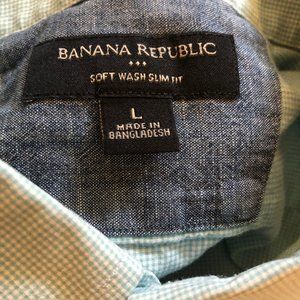 BANANA REPUBLIC
SOFT WASH SLIM FIT
L
MADE IN
BANGLADESH